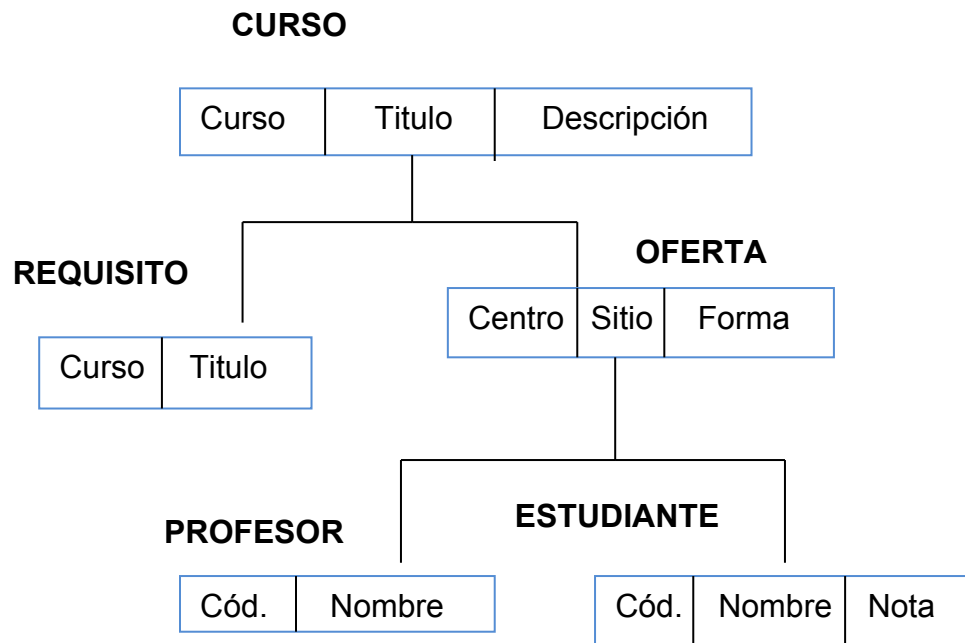 CURSO
Curso Titulo Descripción
REQUISITO
OFERTA
Centro Sitio Forma
Curso Titulo
PROFESOR
ESTUDIANTE
Cód. Nombre
Cód. Nombre Nota